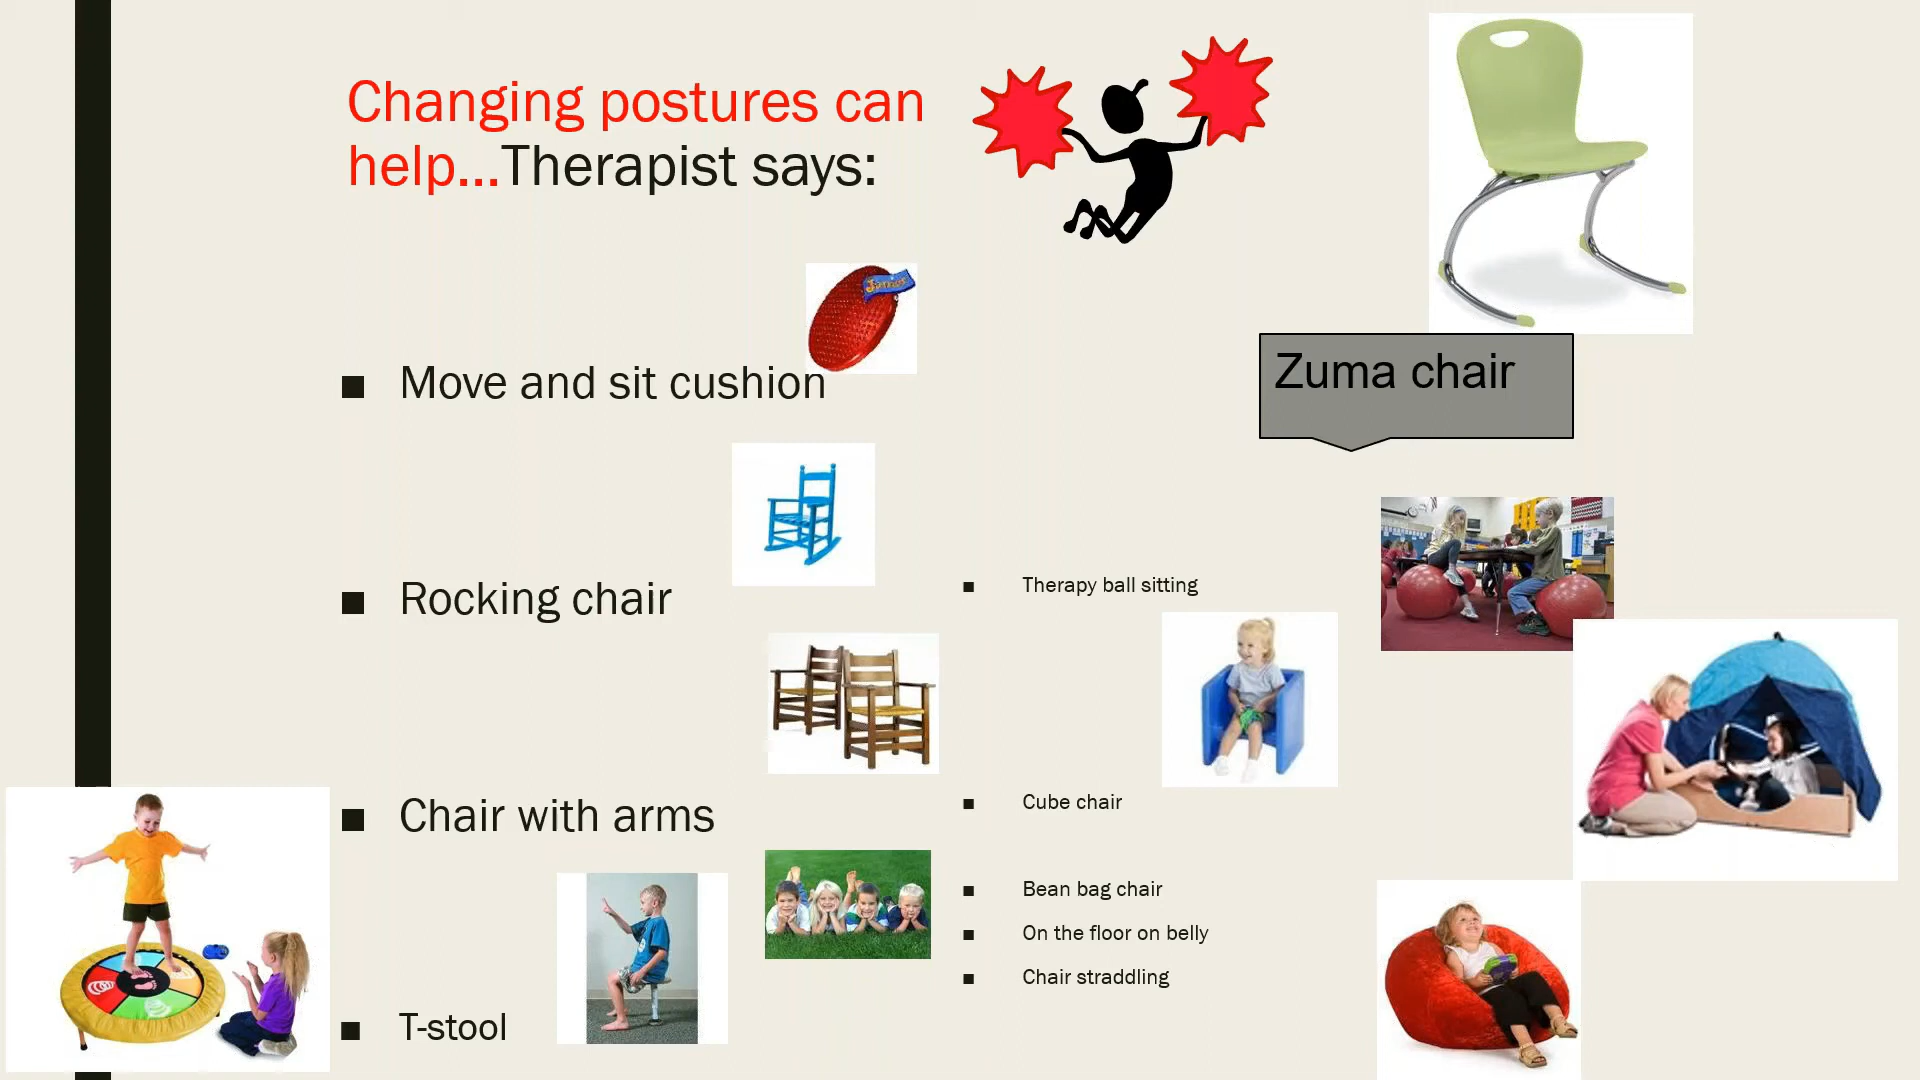 Changing postures can
help...Therapist says:
Junior
Zuma chair
■ Move and sit cushion
■ Rocking chair
■ Chair with arms
■ T-stool
■ Therapy ball sitting
■ Cube chair
■ Bean bag chair
■ On the floor on belly
■ Chair straddling